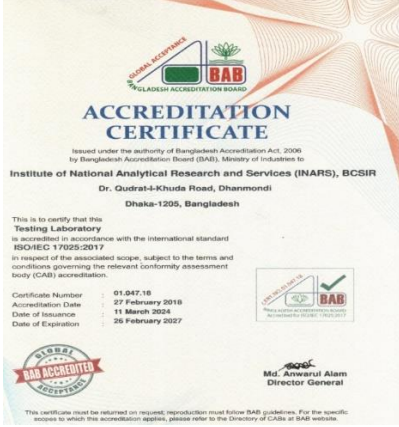 GLOBAL ACCEPTANCE
BAB
BANGLADESH ACCREDITATION BOARD
ACCREDITATION
CERTIFICATE
Issued under the authority of Bangladesh Accreditation Act, 2006
by Bangladesh Accreditation Board (BAB), Ministry of Industries to
Institute of National Analytical Research and Services (INARS), BCSIR
Dr. Qudrat-I-Khuda Road, Dhanmondi
Dhaka-1205, Bangladesh
This is to certify that this
Testing Laboratory
is accredited in accordance with the international standard
ISO/IEC 17025:2017
in respect of the associated scope, subject to the terms and
conditions governing the relevant conformity assessment
body (CAB) accreditation.
Certificate Number : 01.047.18
Accreditation Date : 27 February 2018
Date of Issuance : 11 March 2024
Date of Expiration : 26 February 2027
BAB
BANGLADESH ACCREDITATION BOARD
17025:2017
GLOBAL
BAB ACCREDITED
ACCEPTANCE
Md. Anwarul Alam
Director General
This certificate must be returned on request; reproduction must follow BAB guidelines. For the specific
scopes to which this accreditation applies, please refer to the Directory of CABs at BAB website.